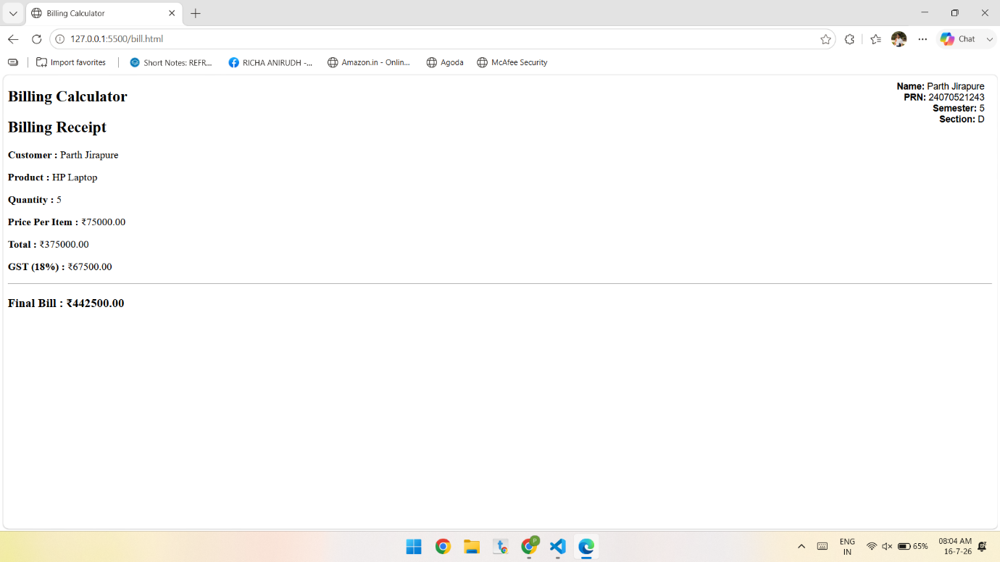 Billing Calculator
127.0.0.1:5500/bill.html
Chat
Import favorites
Short Notes: REFR...
RICHA ANIRUDH -...
Amazon.in - Onlin...
Agoda
McAfee Security
Name: Parth Jirapure
PRN: 24070521243
Semester: 5
Section: D
Billing Calculator
Billing Receipt
Customer : Parth Jirapure
Product : HP Laptop
Quantity : 5
Price Per Item : ₹75000.00
Total : ₹375000.00
GST (18%) : ₹67500.00
Final Bill : ₹442500.00
P
ENG
IN
65%
08:04 AM
16-7-26